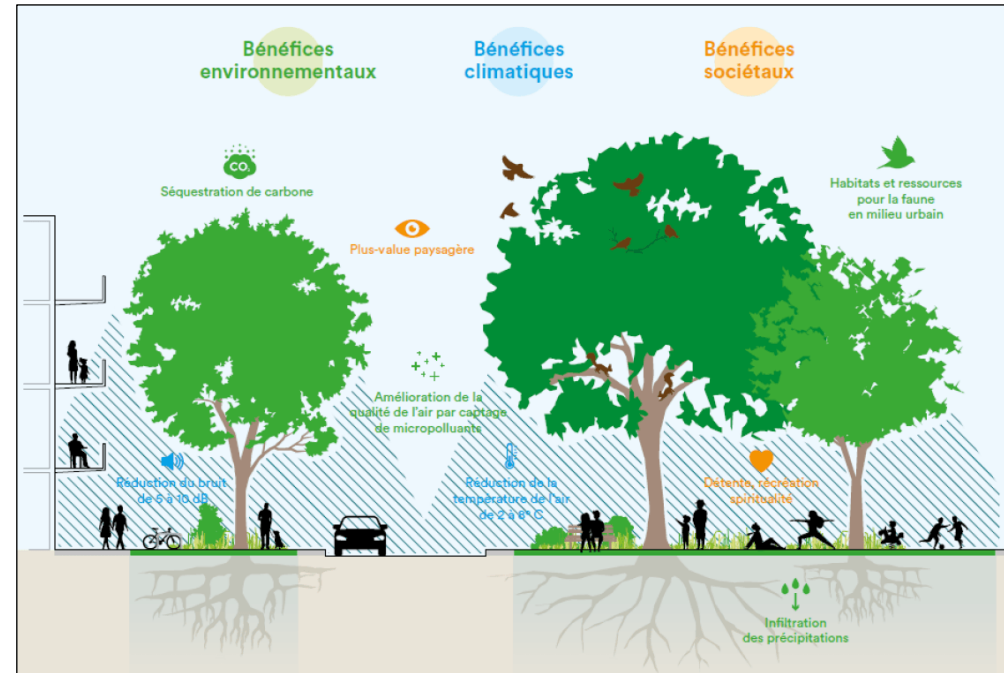 Bénéfices
environnementaux
Bénéfices
climatiques
Bénéfices
sociétaux
CO₂
Séquestration de carbone
Habitats et ressources
pour la faune
en milieu urbain
Plus-value paysagère
Amélioration de la
qualité de l'air par captage
de micropolluants
Réduction du bruit
de 5 à 10 dB
Réduction de la
température de l'air
de 2 à 8° C
Détente, récréation
spiritualité
Infiltration
des précipitations